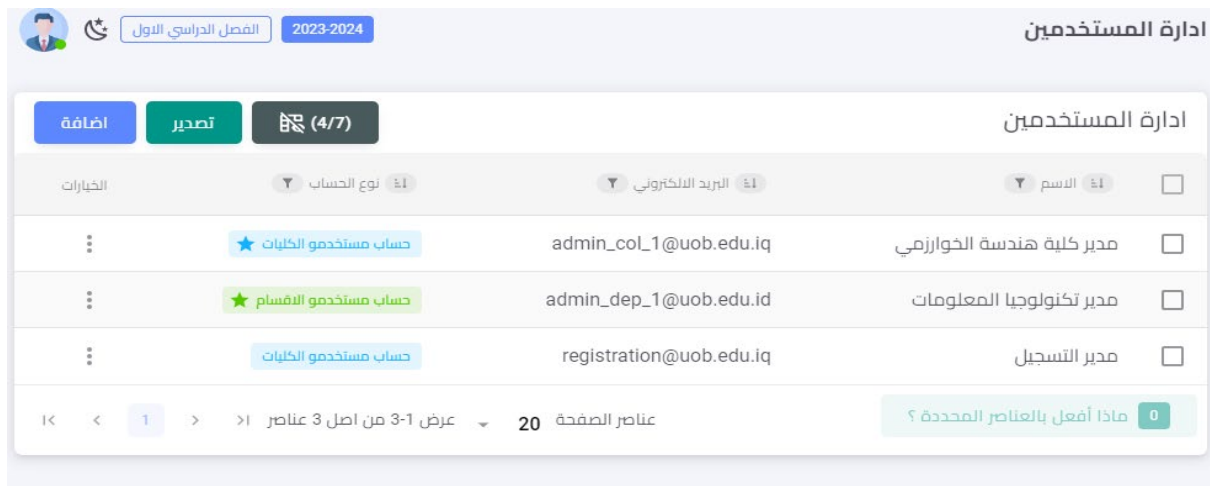 ادارة المستخدمين
2023-2024 الفصل الدراسي الاول
ادارة المستخدمين
(4/7) تصدير اضافة
الاسم البريد الالكتروني نوع الحساب الخيارات
مدير كلية هندسة الخوارزمي admin_col_1@uob.edu.iq حساب مستخدمو الكليات
مدير تكنولوجيا المعلومات admin_dep_1@uob.edu.id حساب مستخدمو الاقسام
مدير التسجيل registration@uob.edu.iq حساب مستخدمو الكليات
0 ماذا أفعل بالعناصر المحددة ؟ عناصر الصفحة 20 عرض 1-3 من اصل 3 عناصر 1